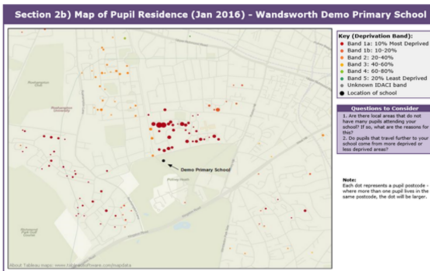 Section 2b) Map of Pupil Residence (Jan 2016) - Wandsworth Demo Primary School
Key (Deprivation Band):
Band 1a: 10% Most Deprived
Band 1b: 10-20%
Band 2: 20-40%
Band 3: 40-60%
Band 4: 60-80%
Band 5: 20% Least Deprived
Unknown IDACI band
Location of school
Questions to Consider
1. Are there local areas that do
not have many pupils attending your
school? If so, what are the reasons for
this?
2. Do pupils that travel further to your
school come from more deprived or
less deprived areas?
Demo Primary School
Note:
Each dot represents a pupil postcode -
where more than one pupil lives in the
same postcode, the dot will be larger.
About Tableau maps: